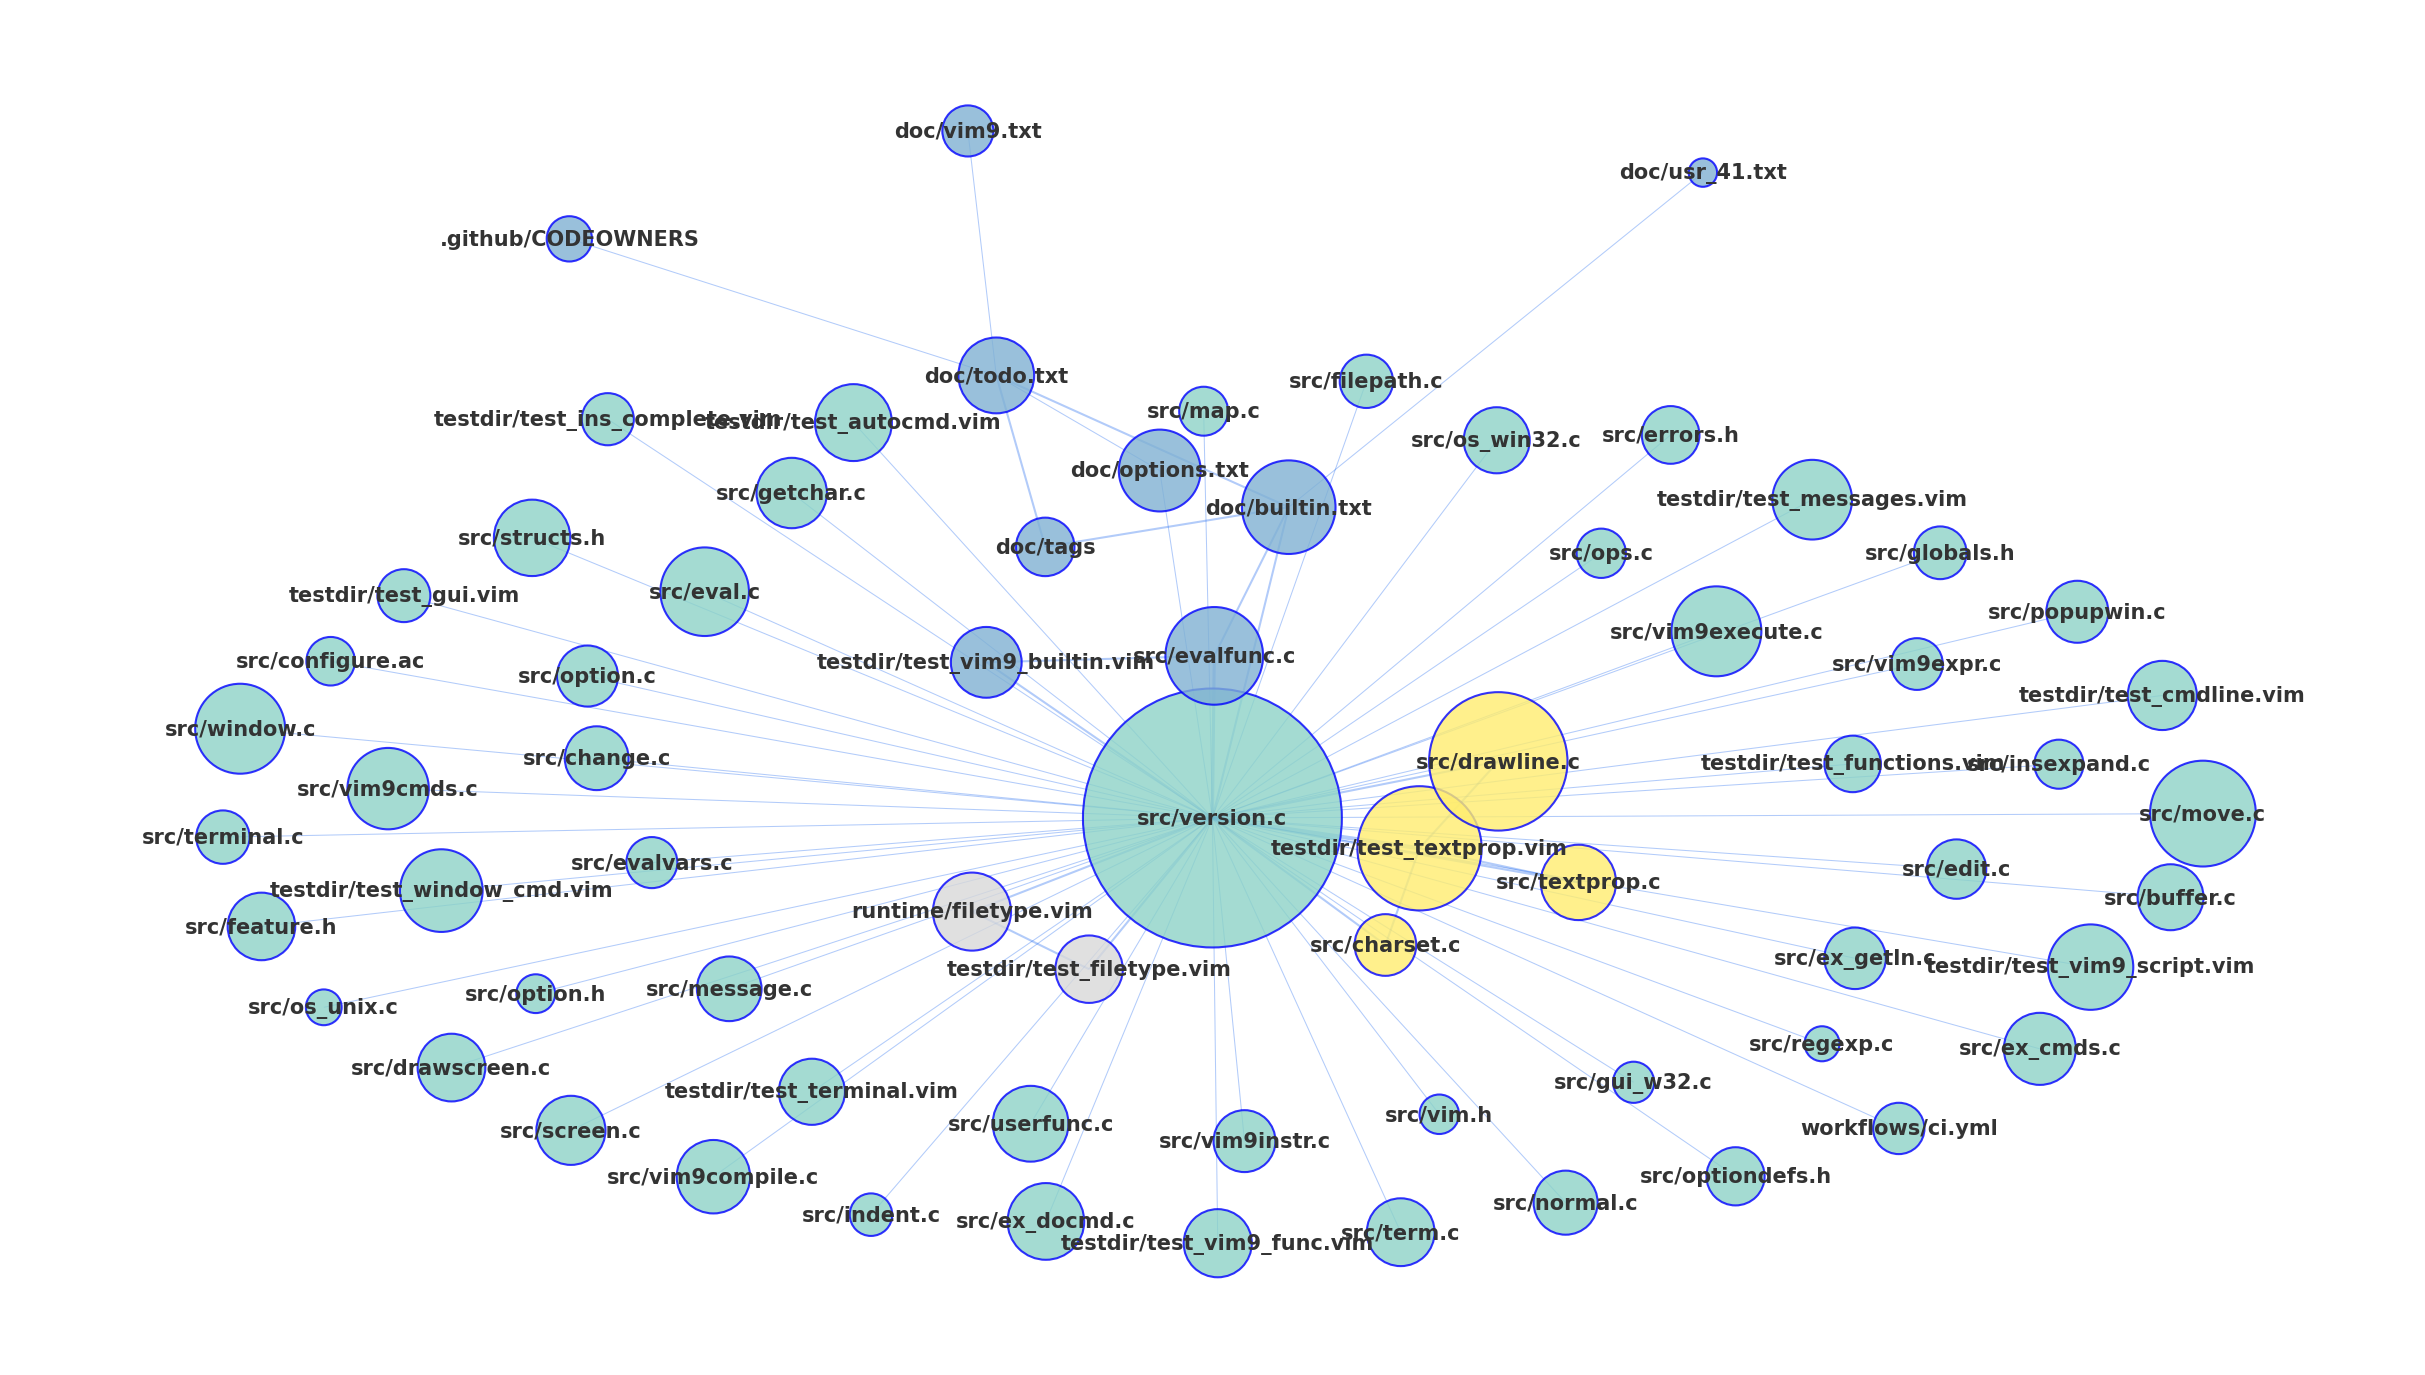 doc/vim9.txt
doc/usr_41.txt
.github/CODEOWNERS
doc/todo.txt
src/filepath.c
src/map.c
testdir/test_ins_complete.vim
testdir/test_autocmd.vim
src/os_win32.c
src/errors.h
doc/options.txt
src/getchar.c
testdir/test_messages.vim
doc/builtin.txt
src/structs.h
doc/tags
src/ops.c
src/globals.h
src/eval.c
testdir/test_gui.vim
src/popupwin.c
src/vim9execute.c
src/configure.ac
testdir/test_vim9_builtin.vim
src/evalfunc.c
src/vim9expr.c
src/option.c
testdir/test_cmdline.vim
src/window.c
src/change.c
src/drawline.c
testdir/test_functions.vim
src/insexpand.c
src/vim9cmds.c
src/version.c
src/move.c
src/terminal.c
testdir/test_textprop.vim
src/evalvars.c
src/edit.c
src/textprop.c
testdir/test_window_cmd.vim
src/buffer.c
runtime/filetype.vim
src/feature.h
src/charset.c
src/ex_getln.c
testdir/test_vim9_script.vim
testdir/test_filetype.vim
src/message.c
src/option.h
src/os_unix.c
src/regexp.c
src/ex_cmds.c
src/drawscreen.c
src/gui_w32.c
testdir/test_terminal.vim
src/vim.h
src/userfunc.c
workflows/ci.yml
src/screen.c
src/vim9instr.c
src/vim9compile.c
src/optiondefs.h
src/normal.c
src/indent.c
src/ex_docmd.c
src/term.c
testdir/test_vim9_func.vim